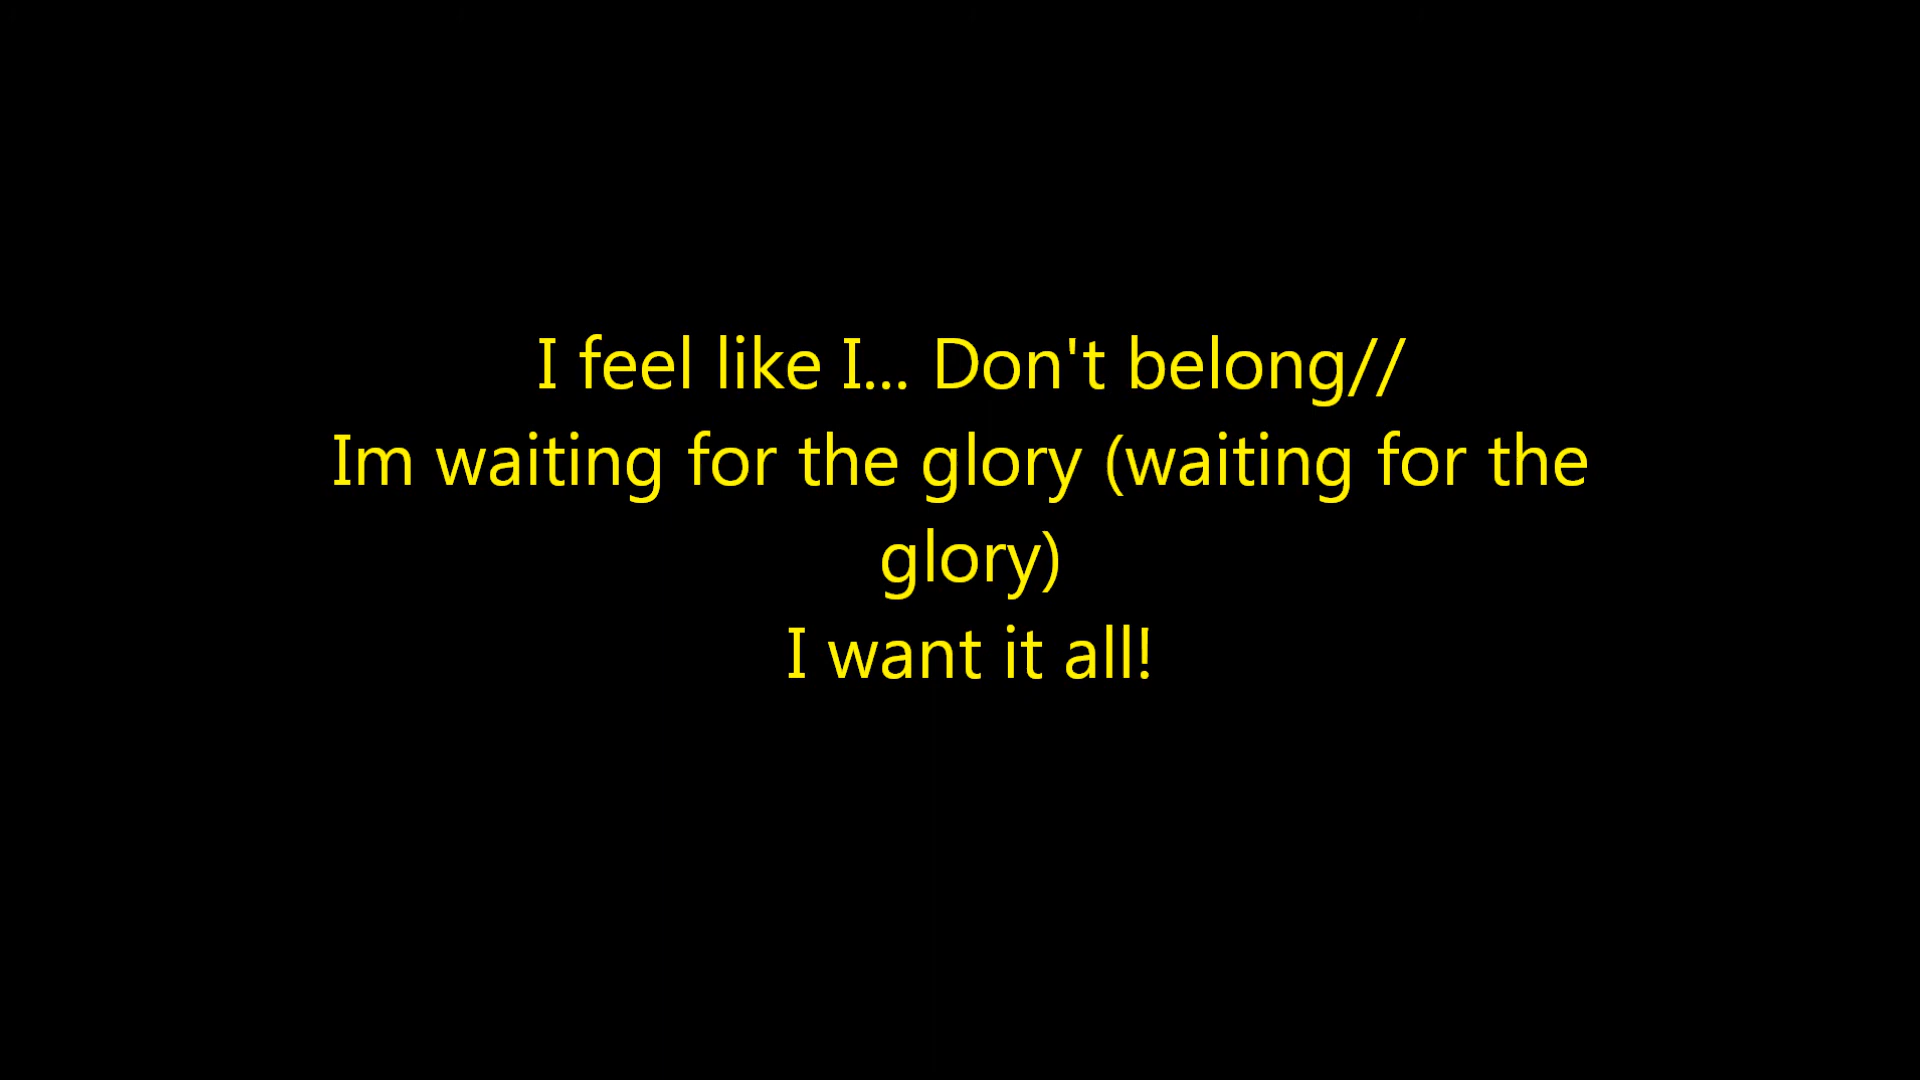 I feel like I... Don't belong//
Im waiting for the glory (waiting for the
glory)
I want it all!